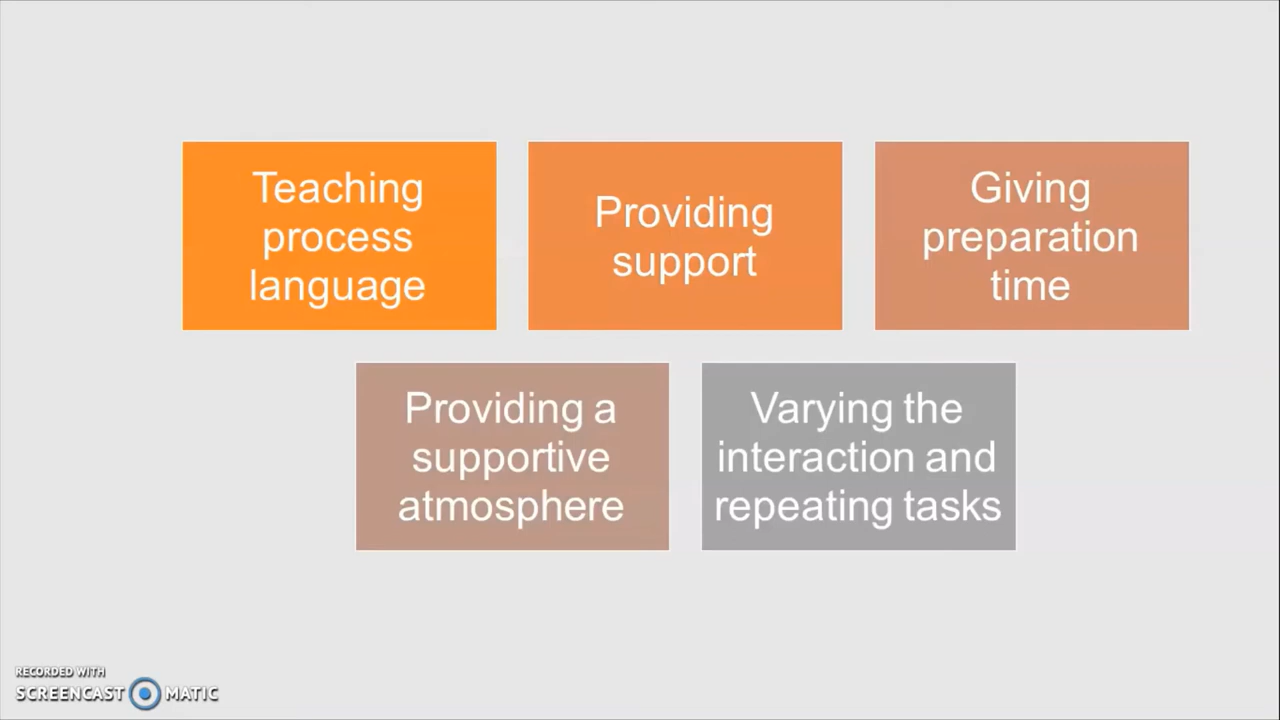 Teaching
process
language
Providing
support
Giving
preparation
time
Providing a
supportive
atmosphere
Varying the
interaction and
repeating tasks
RECORDED WITH
SCREENCAST MATIC